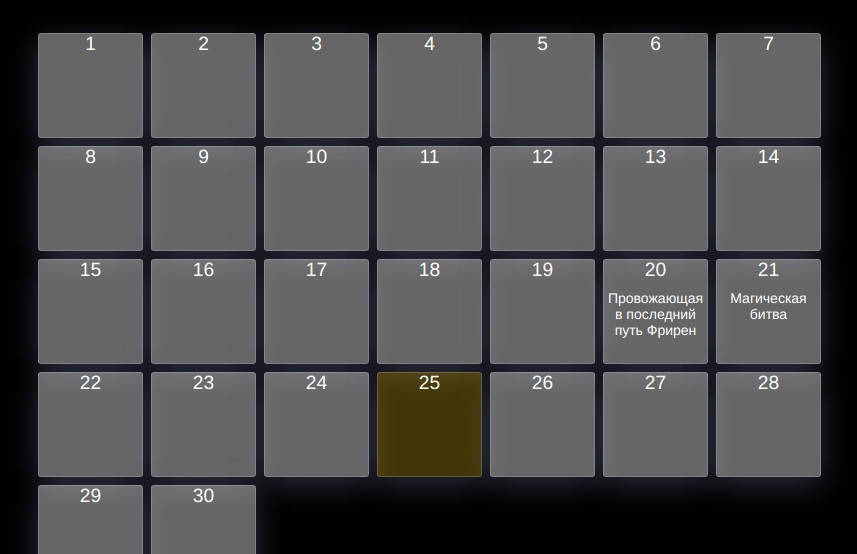 1 2 3 4 5 6 7
8 9 10 11 12 13 14
15 16 17 18 19 20 21
Провожающая
в последний
путь Фрирен
Магическая
битва
22 23 24 25 26 27 28
29 30